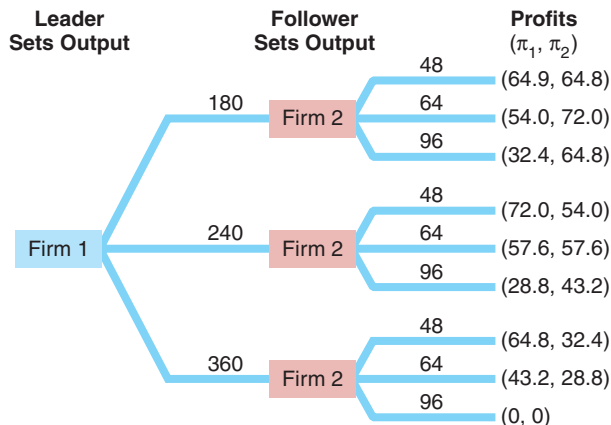 Leader
Sets Output
Follower
Sets Output
Profits
(π₁, π₂)
Firm 1
180
Firm 2
48
(64.9, 64.8)
64
(54.0, 72.0)
96
(32.4, 64.8)
240
Firm 2
48
(72.0, 54.0)
64
(57.6, 57.6)
96
(28.8, 43.2)
360
Firm 2
48
(64.8, 32.4)
64
(43.2, 28.8)
96
(0, 0)